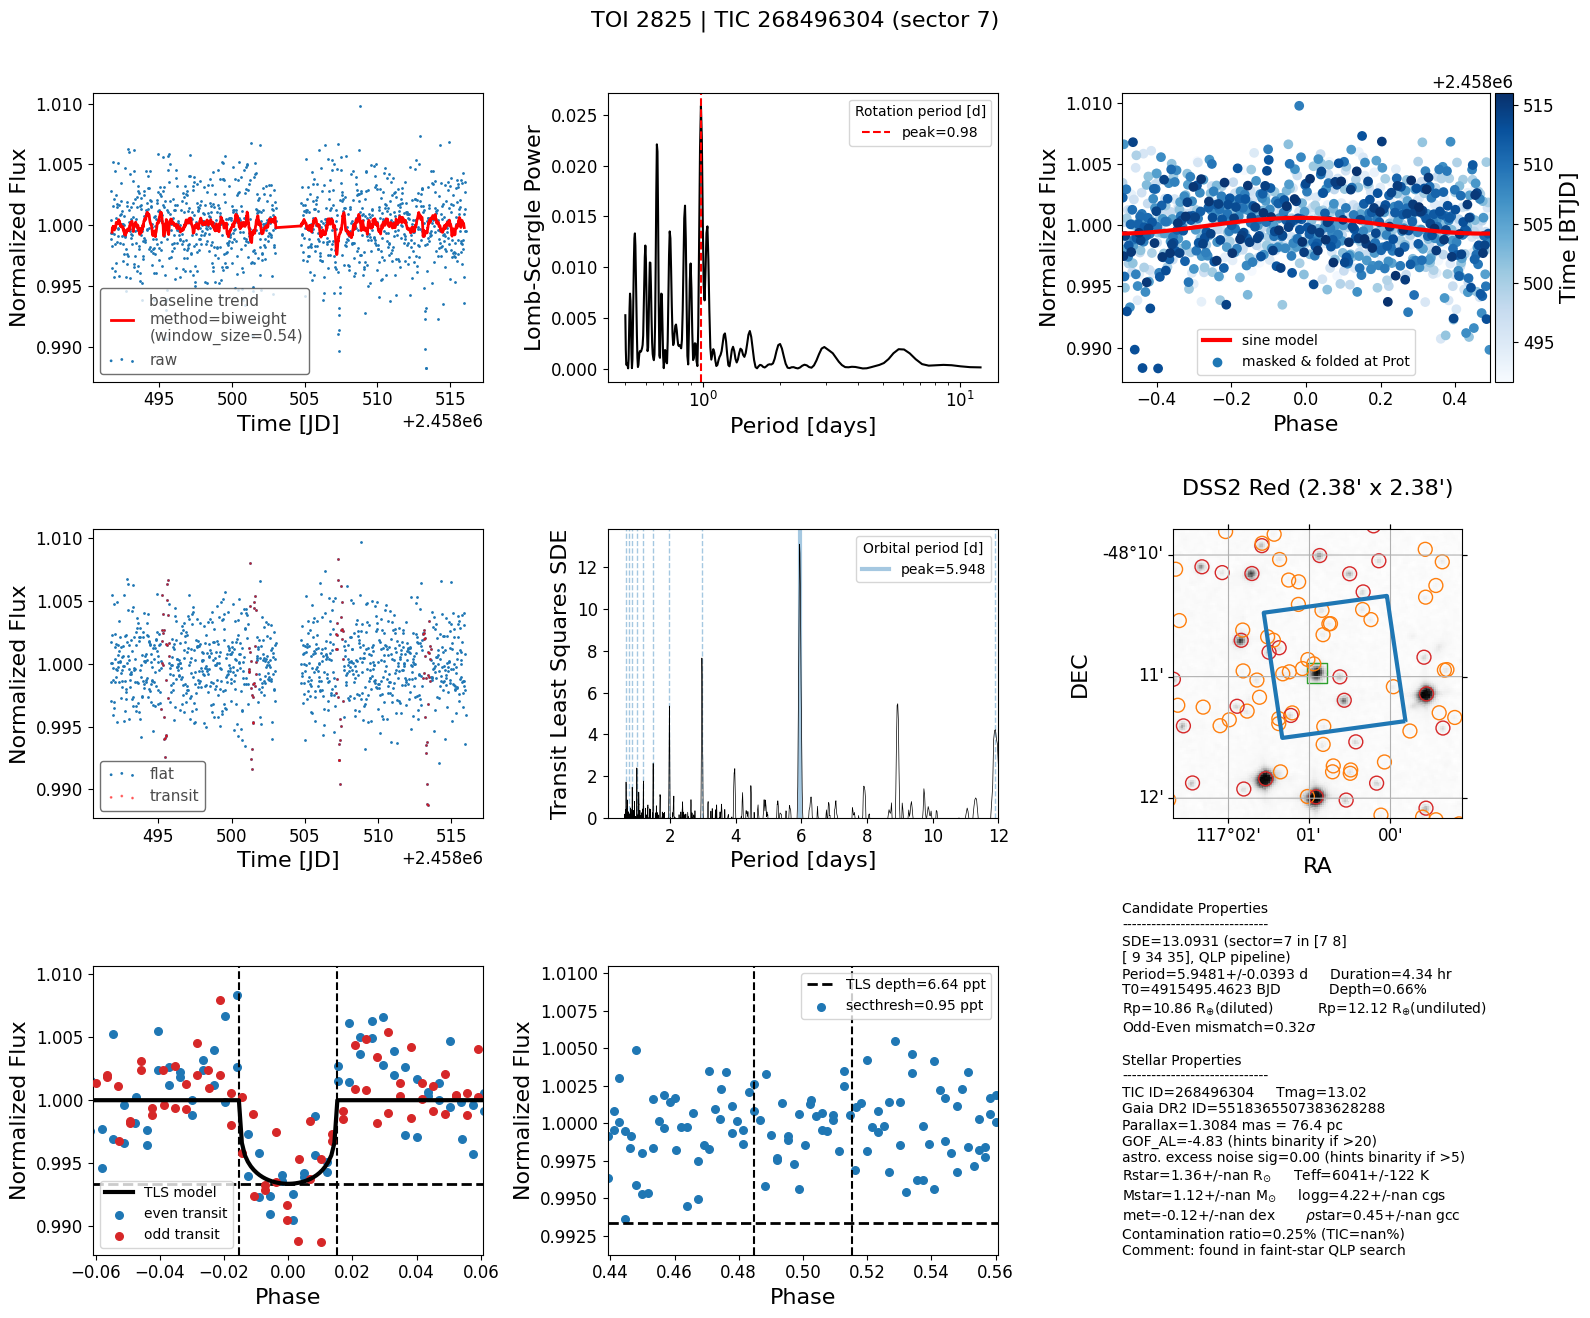 TOI 2825 | TIC 268496304 (sector 7)
Normalized Flux
1.010
1.005
1.000
0.995
0.990
baseline trend
method=biweight
(window_size=0.54)
raw
495 500 505 510 515
Time [JD]
+2.458e6
Lomb-Scargle Power
0.025
0.020
0.015
0.010
0.005
0.000
Rotation period [d]
peak=0.98
10^0 10^1
Period [days]
+2.458e6
Normalized Flux
1.010
1.005
1.000
0.995
0.990
sine model
masked & folded at Prot
−0.4 −0.2 0.0 0.2 0.4
Phase
515
510
505
500
495
Time [BTJD]
Normalized Flux
1.010
1.005
1.000
0.995
0.990
flat
transit
495 500 505 510 515
Time [JD]
+2.458e6
Transit Least Squares SDE
12
10
8
6
4
2
0
Orbital period [d]
peak=5.948
2 4 6 8 10 12
Period [days]
DSS2 Red (2.38' x 2.38')
DEC
-48°10'
11'
12'
117°02' 01' 00'
RA
Normalized Flux
1.010
1.005
1.000
0.995
0.990
TLS model
even transit
odd transit
−0.06 −0.04 −0.02 0.00 0.02 0.04 0.06
Phase
Normalized Flux
1.0100
1.0075
1.0050
1.0025
1.0000
0.9975
0.9950
0.9925
TLS depth=6.64 ppt
secthresh=0.95 ppt
0.44 0.46 0.48 0.50 0.52 0.54 0.56
Phase
Candidate Properties
------------------------------
SDE=13.0931 (sector=7 in [7 8]
[ 9 34 35], QLP pipeline)
Period=5.9481+/-0.0393 d Duration=4.34 hr
T0=4915495.4623 BJD Depth=0.66%
Rp=10.86 R⊕(diluted) Rp=12.12 R⊕(undiluted)
Odd-Even mismatch=0.32σ
Stellar Properties
------------------------------
TIC ID=268496304 Tmag=13.02
Gaia DR2 ID=5518365507383628288
Parallax=1.3084 mas = 76.4 pc
GOF_AL=-4.83 (hints binarity if >20)
astro. excess noise sig=0.00 (hints binarity if >5)
Rstar=1.36+/-nan R⊙ Teff=6041+/-122 K
Mstar=1.12+/-nan M⊙ logg=4.22+/-nan cgs
met=-0.12+/-nan dex ρstar=0.45+/-nan gcc
Contamination ratio=0.25% (TIC=nan%)
Comment: found in faint-star QLP search